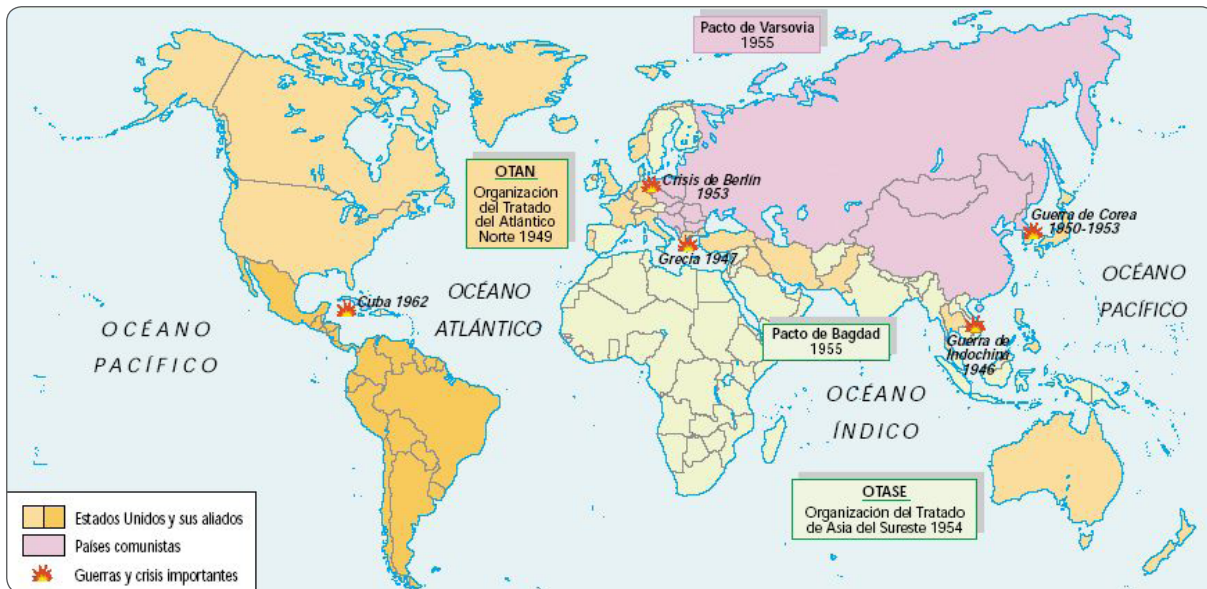 Pacto de Varsovia
1955
OTAN
Organización
del Tratado
del Atlántico
Norte 1949
Crisis de Berlín
1953
Guerra de Corea
1950-1953
Grecia 1947
Cuba 1962
OCÉANO
ATLÁNTICO
OCÉANO
PACÍFICO
OCÉANO
PACÍFICO
Pacto de Bagdad
1955
Guerra de
Indochina
1946
OCÉANO
ÍNDICO
OTASE
Organización del Tratado
de Asia del Sureste 1954
Estados Unidos y sus aliados
Países comunistas
Guerras y crisis importantes